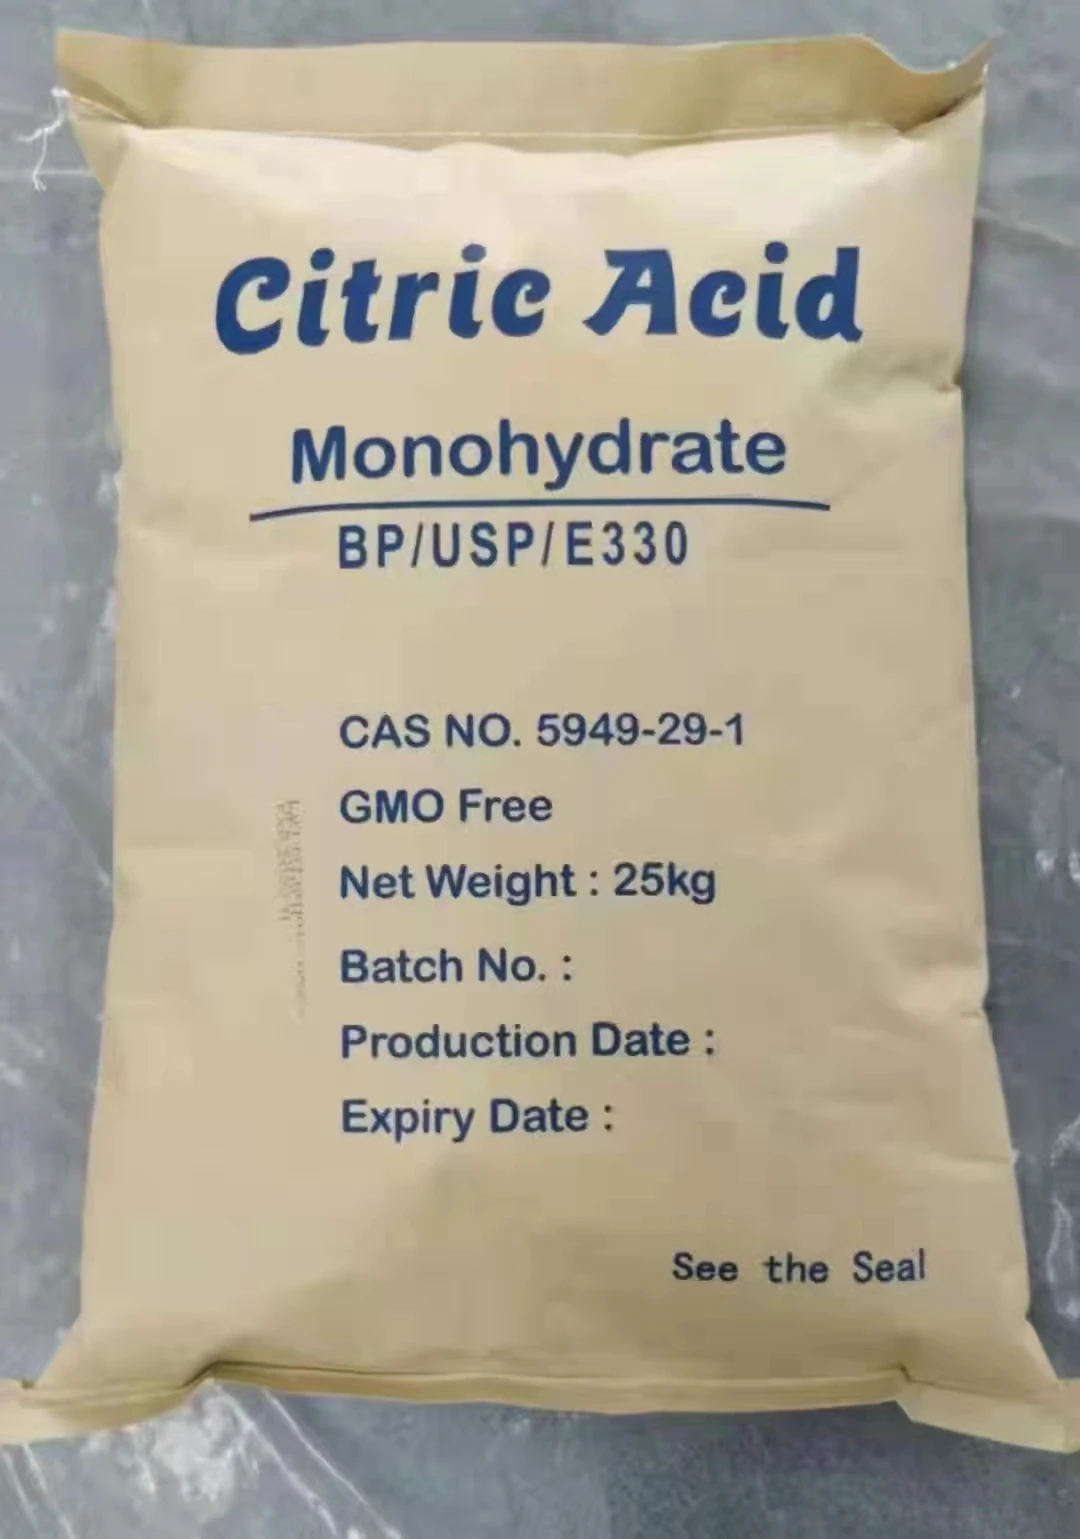 Citric Acid
Monohydrate
BP/USP/E330
CAS NO. 5949-29-1
GMO Free
Net Weight : 25kg
Batch No. :
Production Date :
Expiry Date :
See the Seal